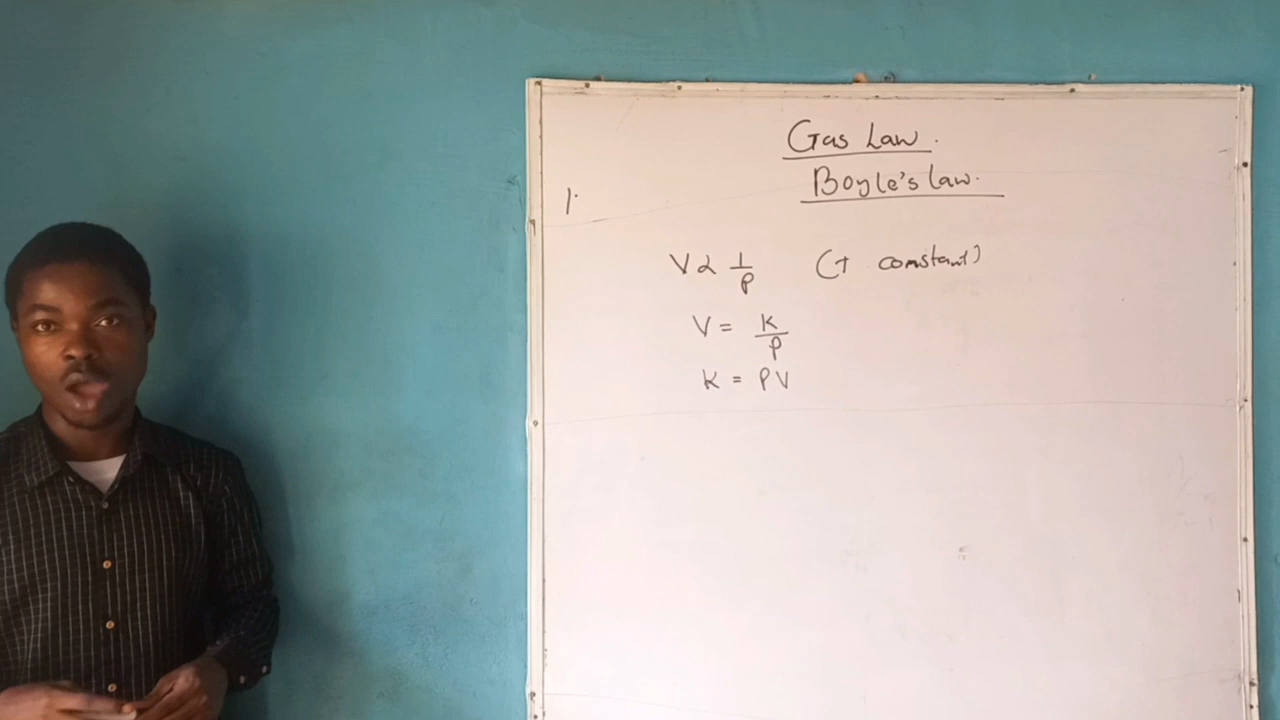 Gas Law.
Boyle's law.
1.
V α 1/P (T constant)
V = K/P
K = PV